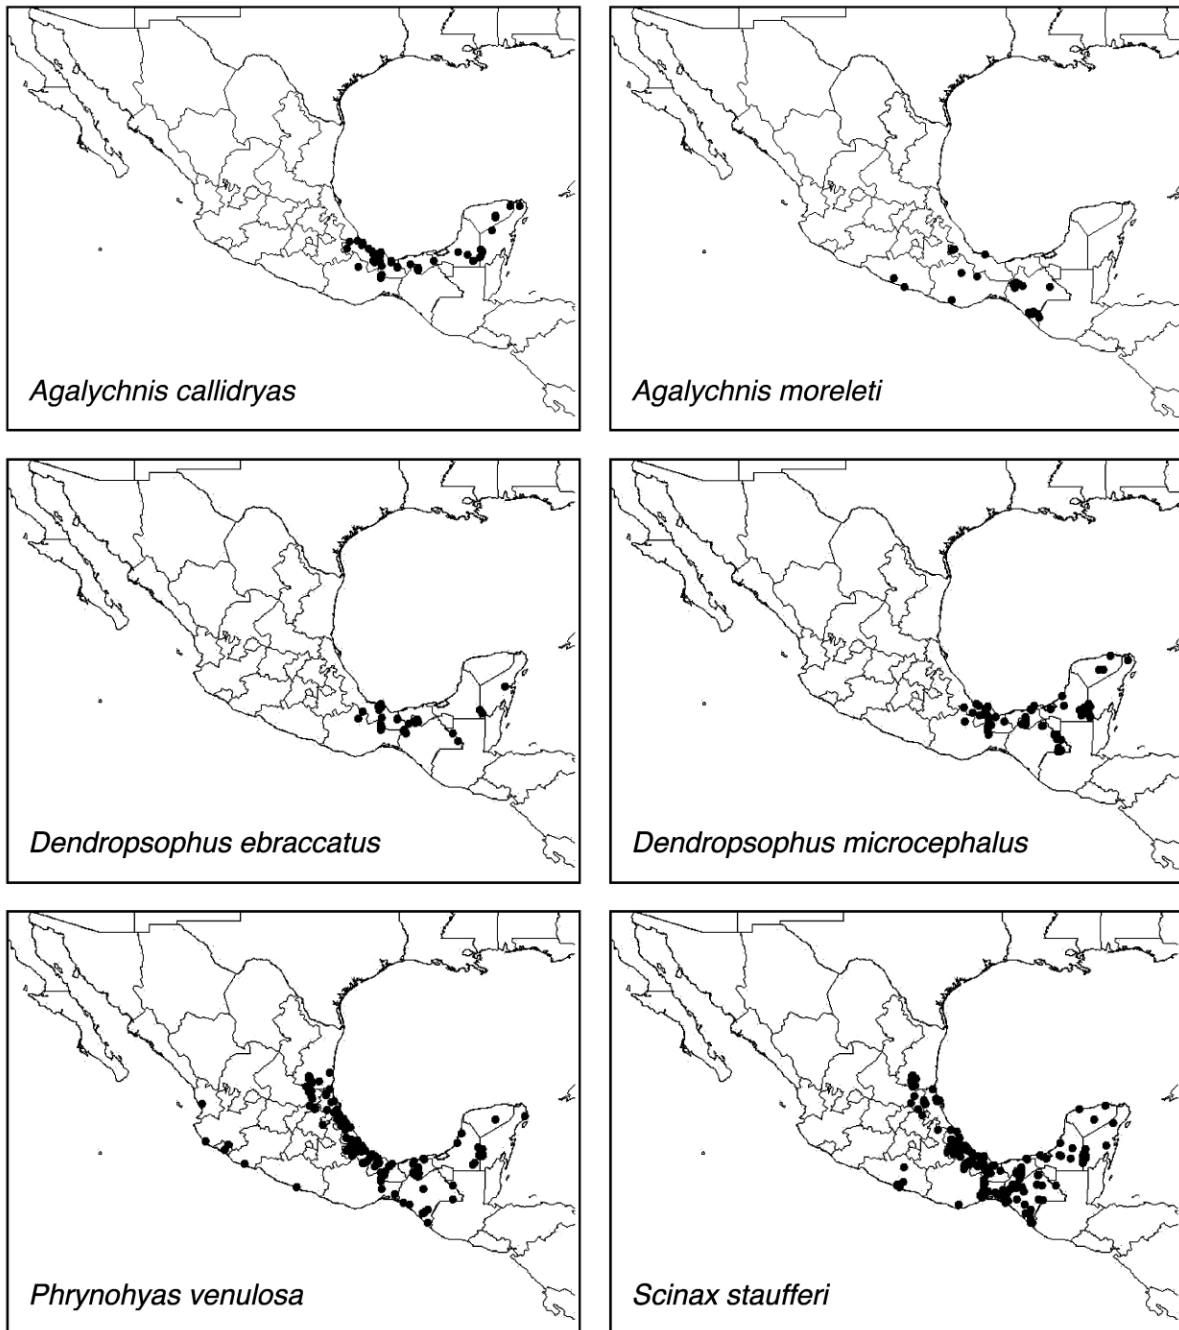 Agalychnis callidryas
Agalychnis moreleti
Dendropsophus ebraccatus
Dendropsophus microcephalus
Phrynohyas venulosa
Scinax staufferi